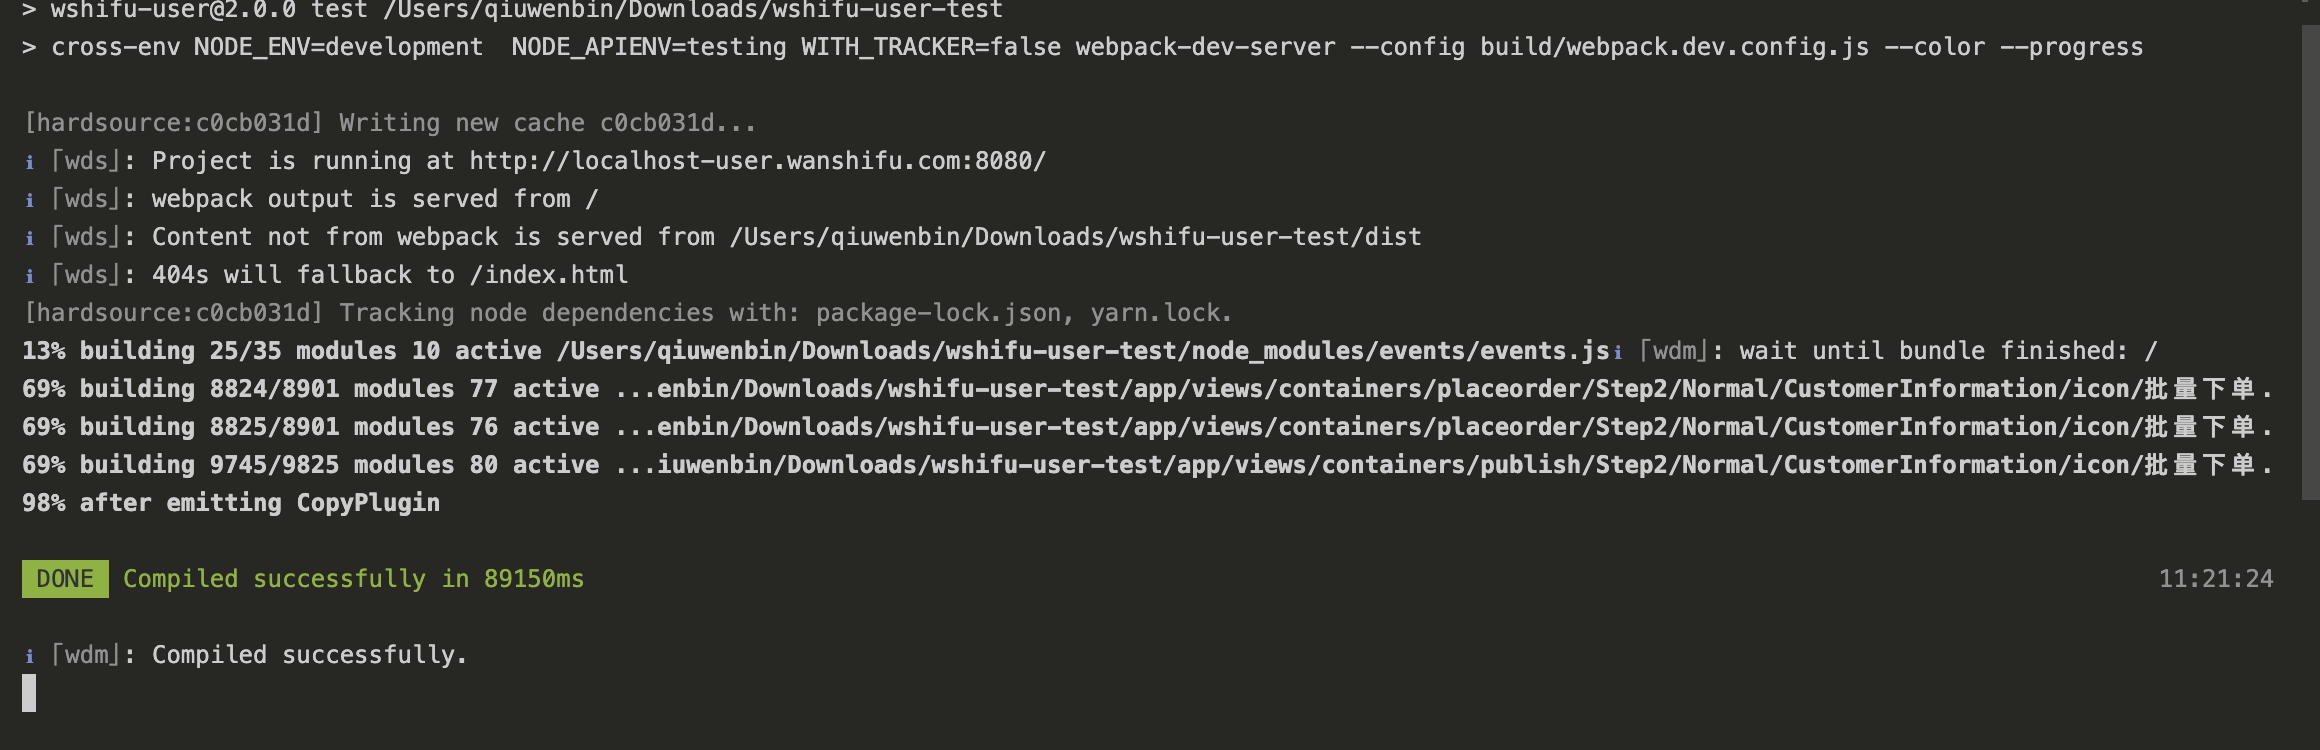 > wshifu-user@2.0.0 test /Users/qiuwenbin/Downloads/wshifu-user-test
> cross-env NODE_ENV=development  NODE_APIENV=testing WITH_TRACKER=false webpack-dev-server --config build/webpack.dev.config.js --color --progress
[hardsource:c0cb031d] Writing new cache c0cb031d...
ℹ ｢wds｣: Project is running at http://localhost-user.wanshifu.com:8080/
ℹ ｢wds｣: webpack output is served from /
ℹ ｢wds｣: Content not from webpack is served from /Users/qiuwenbin/Downloads/wshifu-user-test/dist
ℹ ｢wds｣: 404s will fallback to /index.html
[hardsource:c0cb031d] Tracking node dependencies with: package-lock.json, yarn.lock.
13% building 25/35 modules 10 active /Users/qiuwenbin/Downloads/wshifu-user-test/node_modules/events/events.jsℹ ｢wdm｣: wait until bundle finished: /
69% building 8824/8901 modules 77 active ...enbin/Downloads/wshifu-user-test/app/views/containers/placeorder/Step2/Normal/CustomerInformation/icon/批量下单.
69% building 8825/8901 modules 76 active ...enbin/Downloads/wshifu-user-test/app/views/containers/placeorder/Step2/Normal/CustomerInformation/icon/批量下单.
69% building 9745/9825 modules 80 active ...iuwenbin/Downloads/wshifu-user-test/app/views/containers/publish/Step2/Normal/CustomerInformation/icon/批量下单.
98% after emitting CopyPlugin
DONE Compiled successfully in 89150ms 11:21:24
ℹ ｢wdm｣: Compiled successfully.